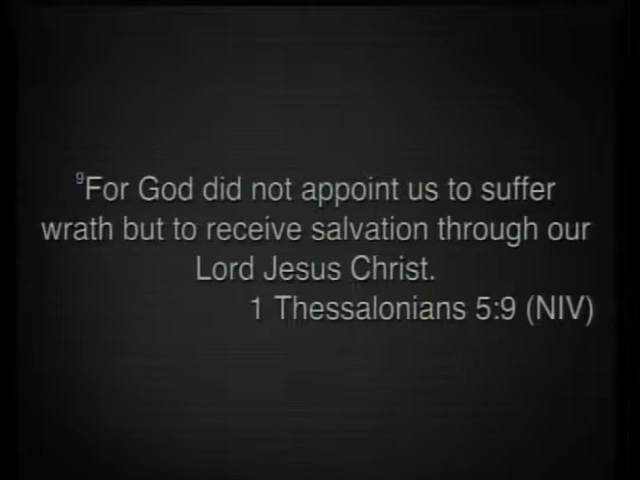 ⁹For God did not appoint us to suffer
wrath but to receive salvation through our
Lord Jesus Christ.
1 Thessalonians 5:9 (NIV)